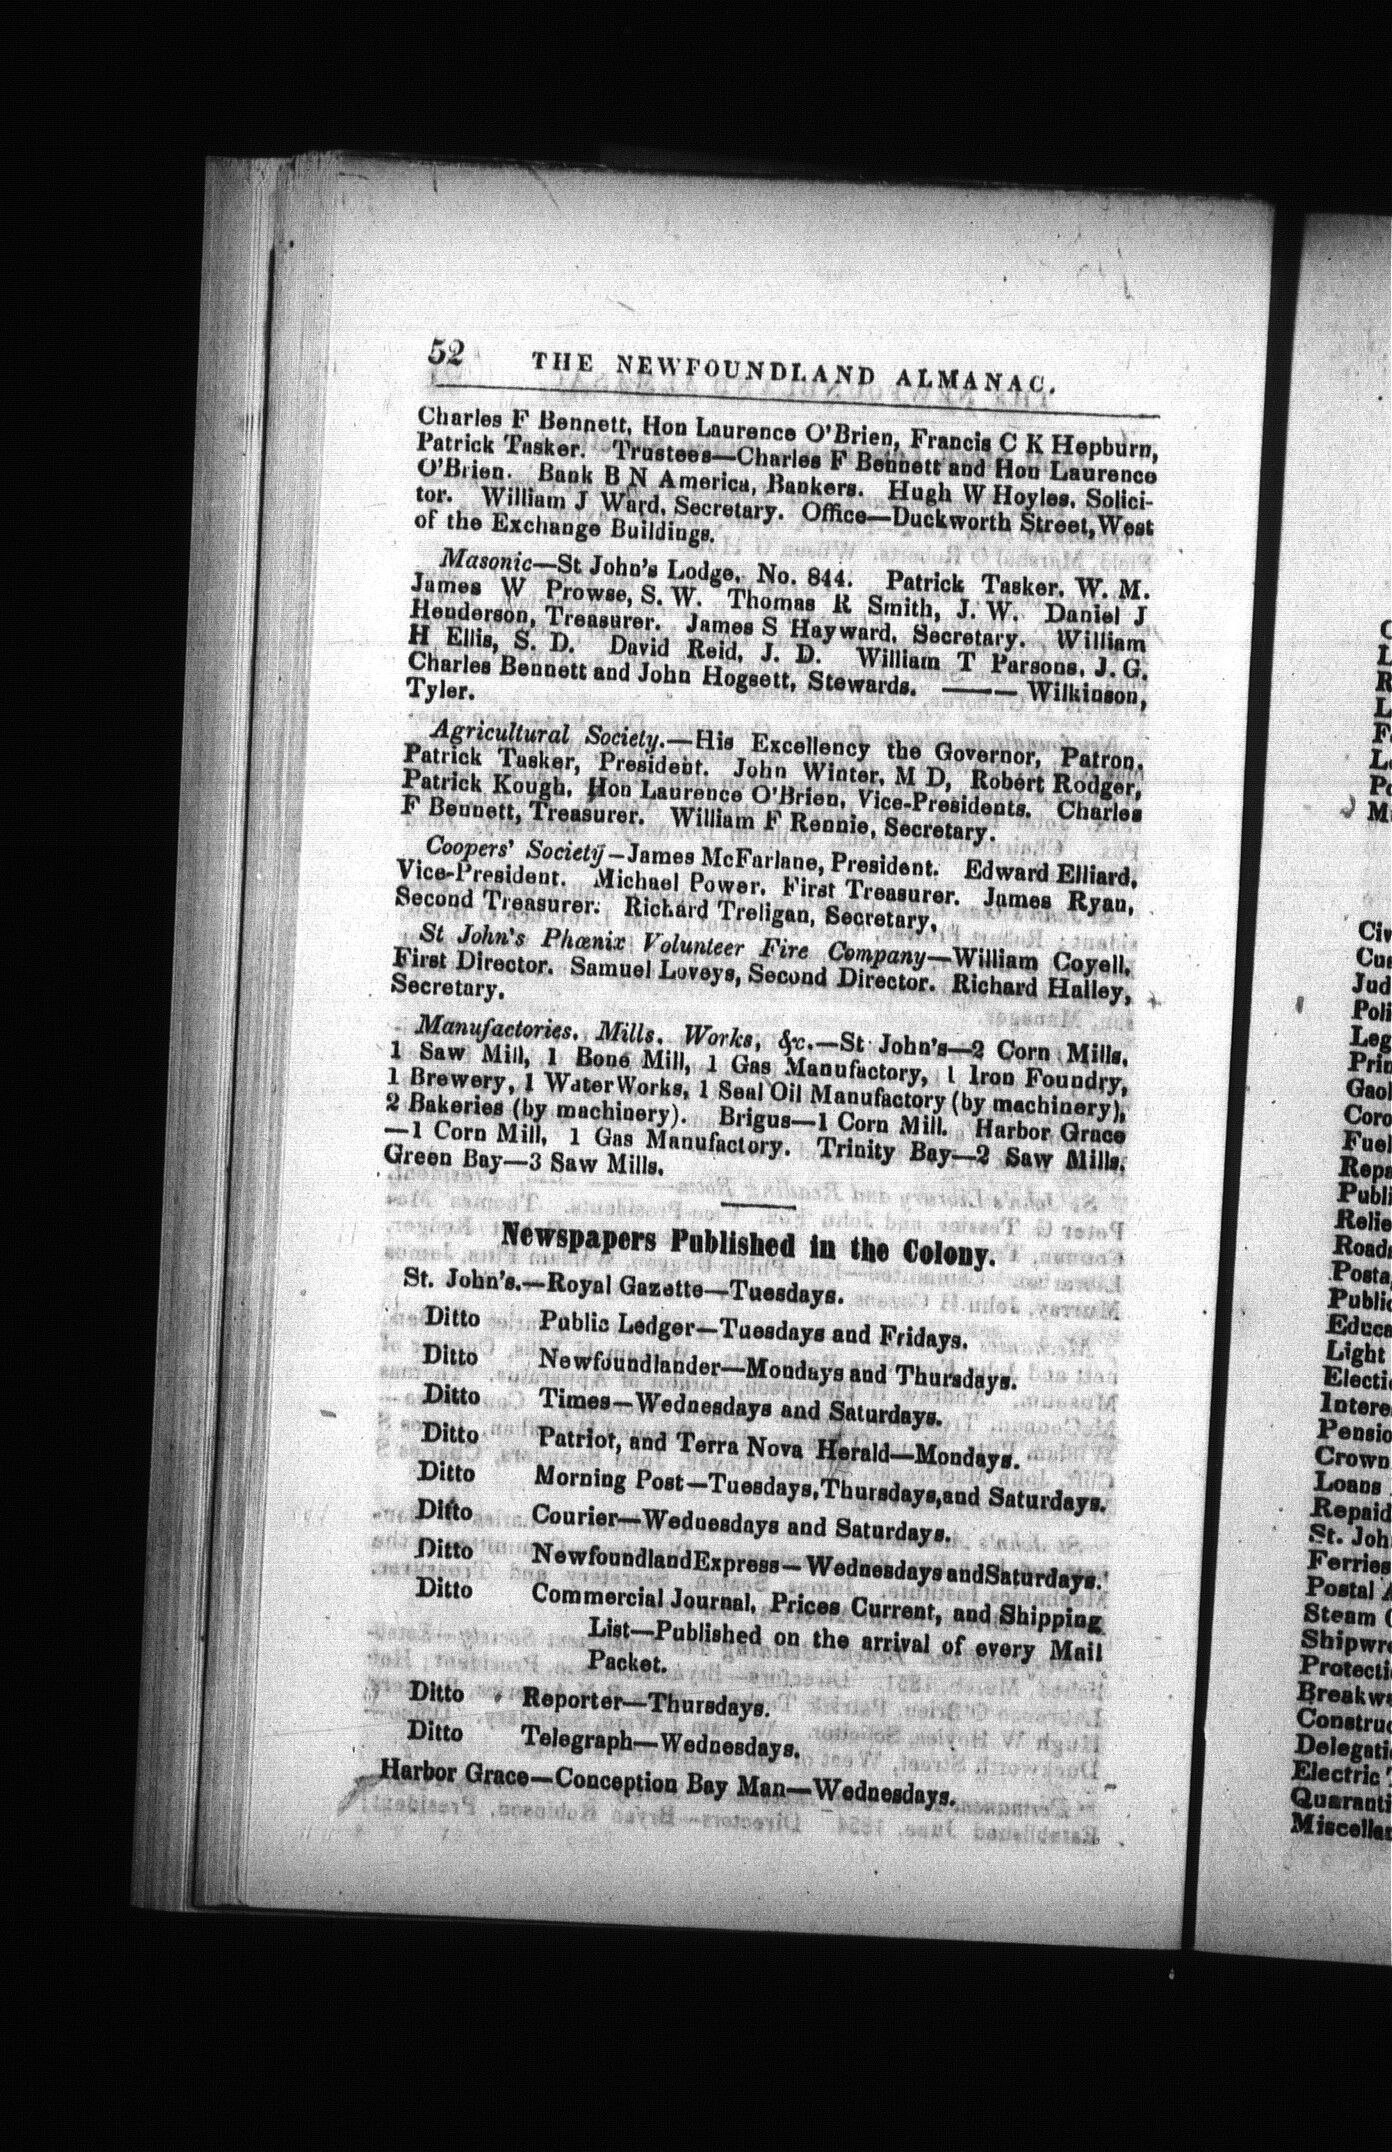 52 THE NEWFOUNDLAND ALMANAC.
Charles F Bennett, Hon Laurence O'Brien, Francis C K Hepburn,
Patrick Tasker. Trustees—Charles F Bennett and Hon Laurence
O'Brien. Bank B N America, Bankers. Hugh W Hoyles, Solici-
tor. William J Ward, Secretary. Office—Duckworth Street, West
of the Exchange Buildings.
Masonic—St John's Lodge, No. 844. Patrick Tasker, W. M.
James W Prowse, S. W. Thomas R Smith, J. W. Daniel J
Henderson, Treasurer. James S Hayward, Secretary. William
H Ellis, S. D. David Reid, J. D. William T Parsons, J. G.
Charles Bennett and John Hogsett, Stewards. —— Wilkinson,
Tyler.
Agricultural Society.—His Excellency the Governor, Patron.
Patrick Tasker, President. John Winter, M D, Robert Rodger,
Patrick Kough, Hon Laurence O'Brien, Vice-Presidents. Charles
F Bennett, Treasurer. William F Rennie, Secretary.
Coopers' Society—James McFarlane, President. Edward Elliard,
Vice-President. Michael Power, First Treasurer. James Ryan,
Second Treasurer. Richard Treligan, Secretary.
St John's Phœnix Volunteer Fire Company—William Coyell,
First Director. Samuel Loveys, Second Director. Richard Halley,
Secretary.
Manufactories, Mills, Works, &c.—St John's—2 Corn Mills,
1 Saw Mill, 1 Bone Mill, 1 Gas Manufactory, 1 Iron Foundry,
1 Brewery, 1 Water Works, 1 Seal Oil Manufactory (by machinery),
2 Bakeries (by machinery). Brigus—1 Corn Mill. Harbor Grace
—1 Corn Mill, 1 Gas Manufactory. Trinity Bay—2 Saw Mills.
Green Bay—3 Saw Mills.
Newspapers Published in the Colony.
St. John's.—Royal Gazette—Tuesdays.
Ditto Public Ledger—Tuesdays and Fridays.
Ditto Newfoundlander—Mondays and Thursdays.
Ditto Times—Wednesdays and Saturdays.
Ditto Patriot, and Terra Nova Herald—Mondays.
Ditto Morning Post—Tuesdays, Thursdays, and Saturdays.
Ditto Courier—Wednesdays and Saturdays.
Ditto Newfoundland Express—Wednesdays and Saturdays.
Ditto Commercial Journal, Prices Current, and Shipping
List—Published on the arrival of every Mail
Packet.
Ditto Reporter—Thursdays.
Ditto Telegraph—Wednesdays.
Harbor Grace—Conception Bay Man—Wednesdays.